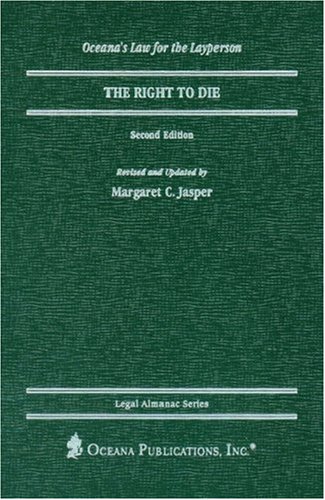 Oceana's Law for the Layperson
THE RIGHT TO DIE
Second Edition
Revised and Updated by
Margaret C. Jasper
Legal Almanac Series
OCEANA PUBLICATIONS, INC.®